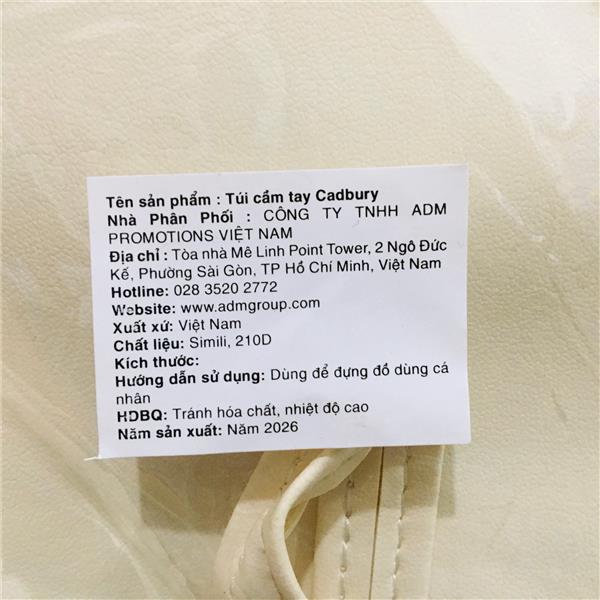 Tên sản phẩm : Túi cầm tay Cadbury
Nhà Phân Phối : CÔNG TY TNHH ADM
PROMOTIONS VIỆT NAM
Địa chỉ : Tòa nhà Mê Linh Point Tower, 2 Ngô Đức
Kế, Phường Sài Gòn, TP Hồ Chí Minh, Việt Nam
Hotline: 028 3520 2772
Website: www.admgroup.com
Xuất xứ: Việt Nam
Chất liệu: Simili, 210D
Kích thước:
Hướng dẫn sử dụng: Dùng để đựng đồ dùng cá
nhân
HDBQ: Tránh hóa chất, nhiệt độ cao
Năm sản xuất: Năm 2026